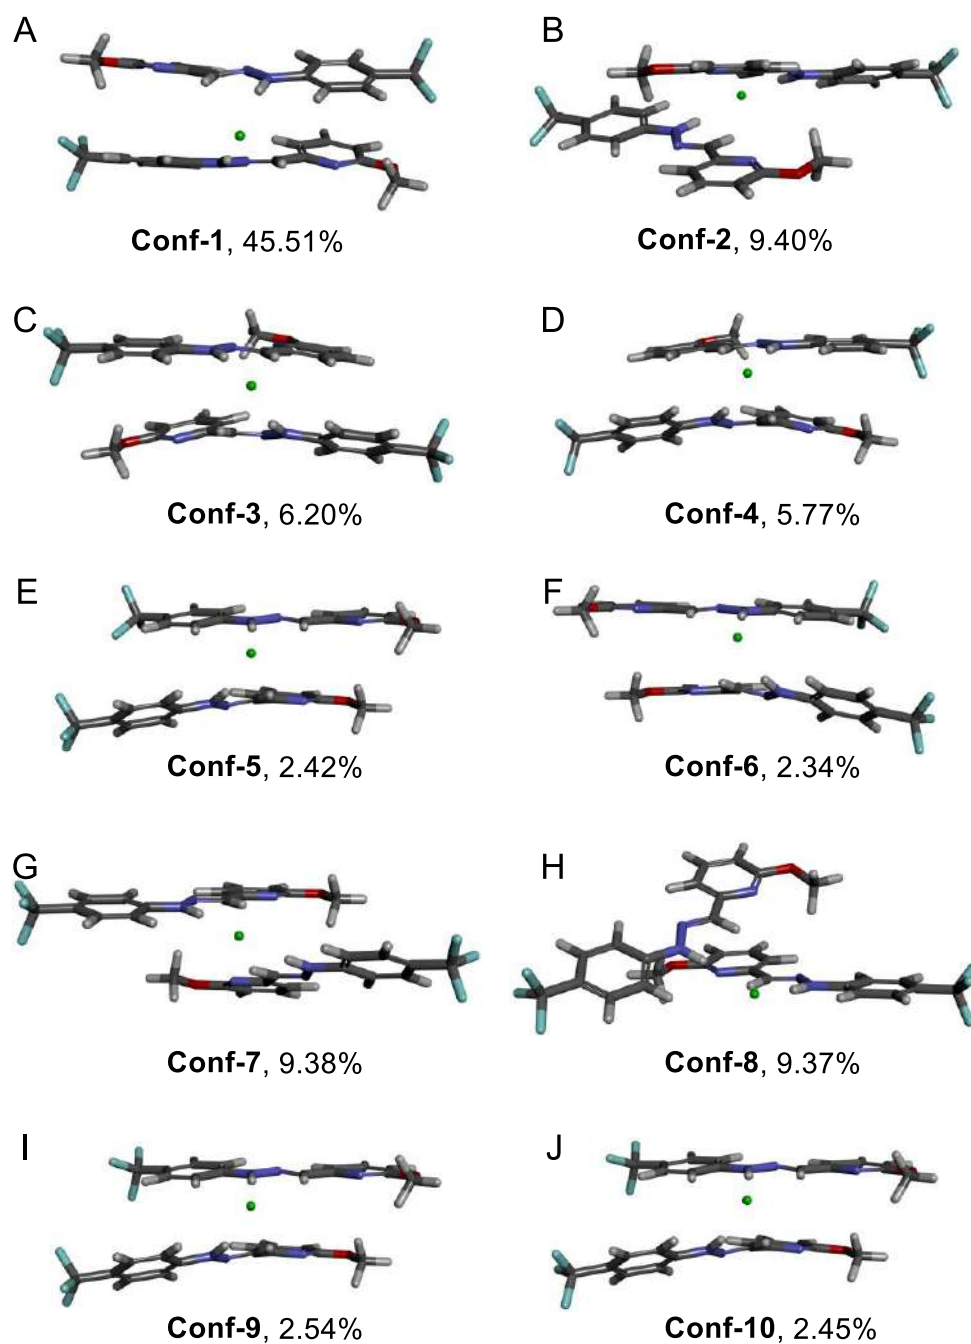 A
B
Conf-1, 45.51%
Conf-2, 9.40%
C
D
Conf-3, 6.20%
Conf-4, 5.77%
E
F
Conf-5, 2.42%
Conf-6, 2.34%
G
H
Conf-7, 9.38%
Conf-8, 9.37%
I
J
Conf-9, 2.54%
Conf-10, 2.45%